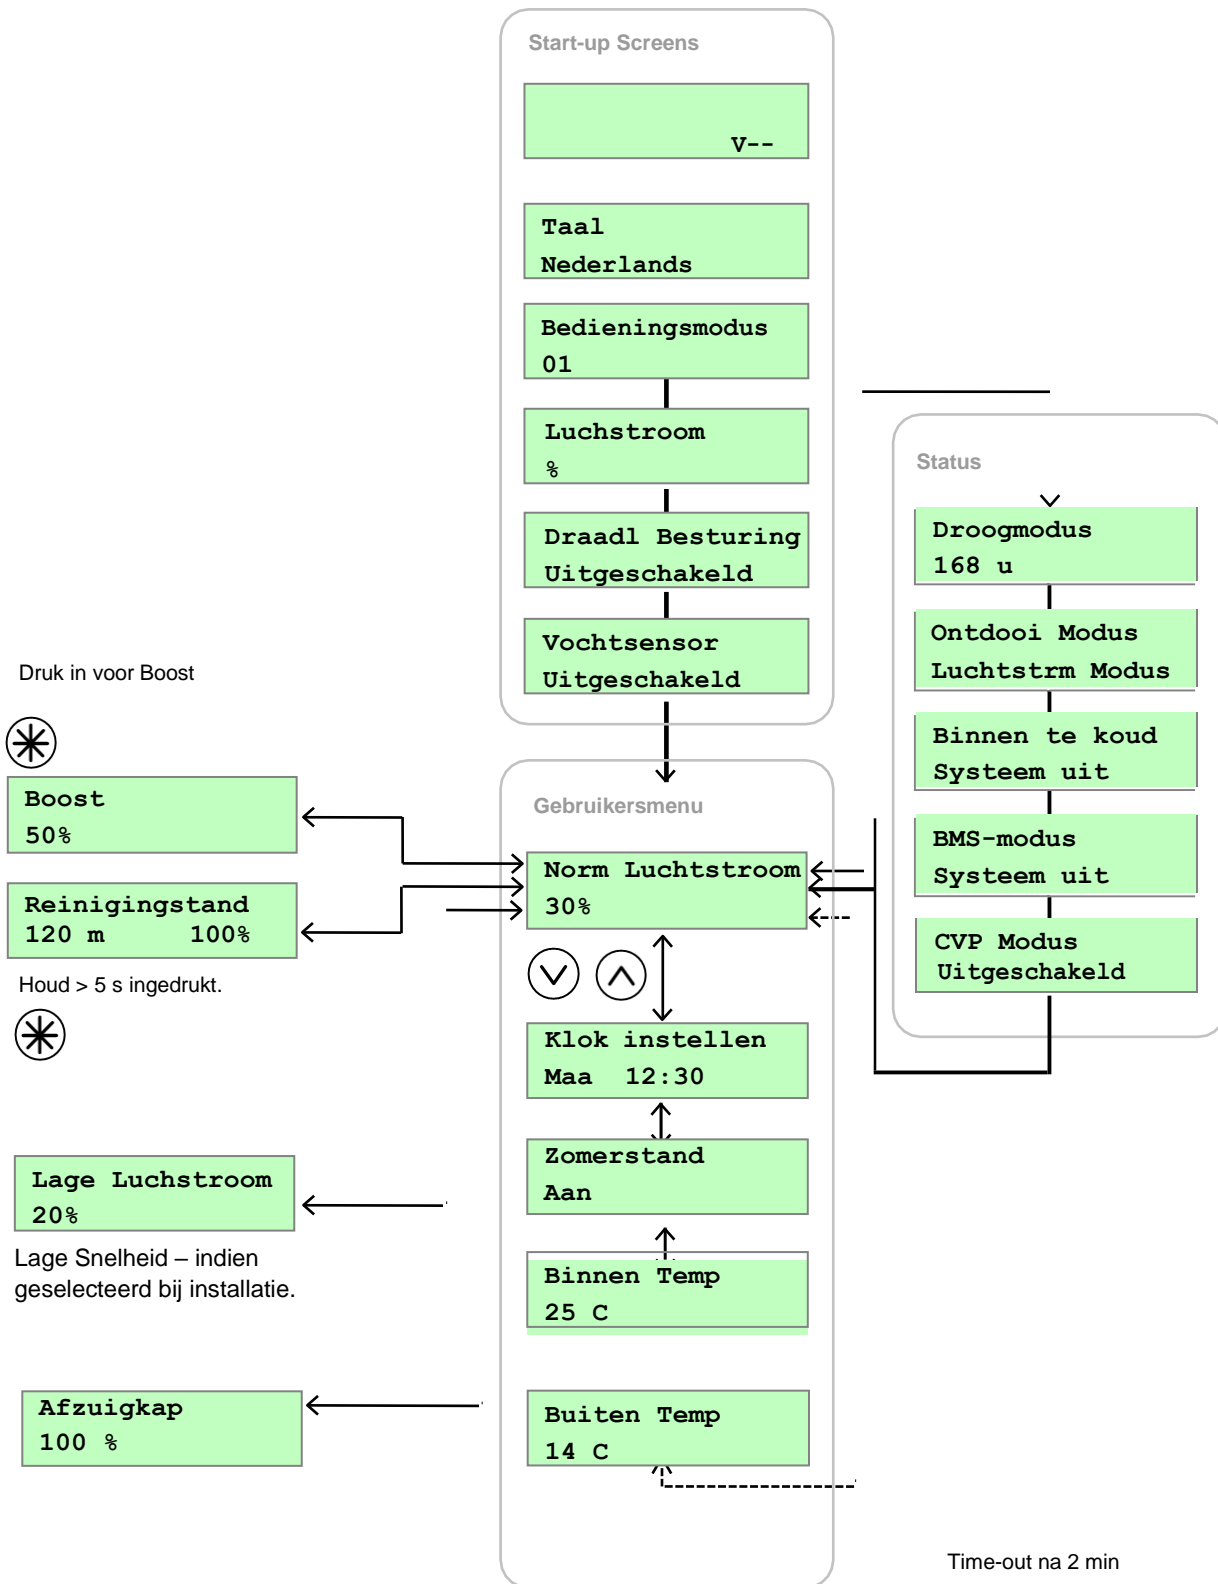 Start-up Screens
V--
Taal
Nederlands
Bedieningsmodus
01
Luchstroom
%
Draadl Besturing
Uitgeschakeld
Vochtsensor
Uitgeschakeld
Status
Droogmodus
168 u
Ontdooi Modus
Luchtstrm Modus
Binnen te koud
Systeem uit
BMS-modus
Systeem uit
CVP Modus
Uitgeschakeld
Druk in voor Boost
Boost
50%
Reinigingstand
120 m 100%
Houd > 5 s ingedrukt.
Lage Luchstroom
20%
Lage Snelheid – indien
geselecteerd bij installatie.
Afzuigkap
100 %
Gebruikersmenu
Norm Luchtstroom
30%
Klok instellen
Maa 12:30
Zomerstand
Aan
Binnen Temp
25 C
Buiten Temp
14 C
Time-out na 2 min